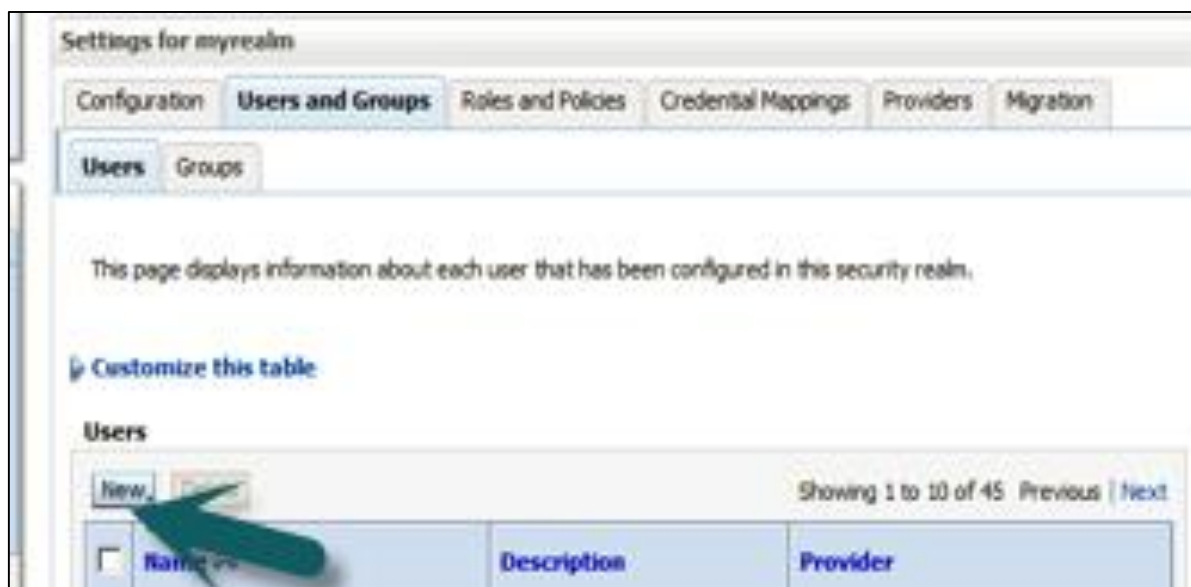 Settings for myrealm
Configuration Users and Groups Roles and Policies Credential Mappings Providers Migration
Users Groups
This page displays information about each user that has been configured in this security realm.
Customize this table
Users
New Showing 1 to 10 of 45 Previous | Next
Name Description Provider